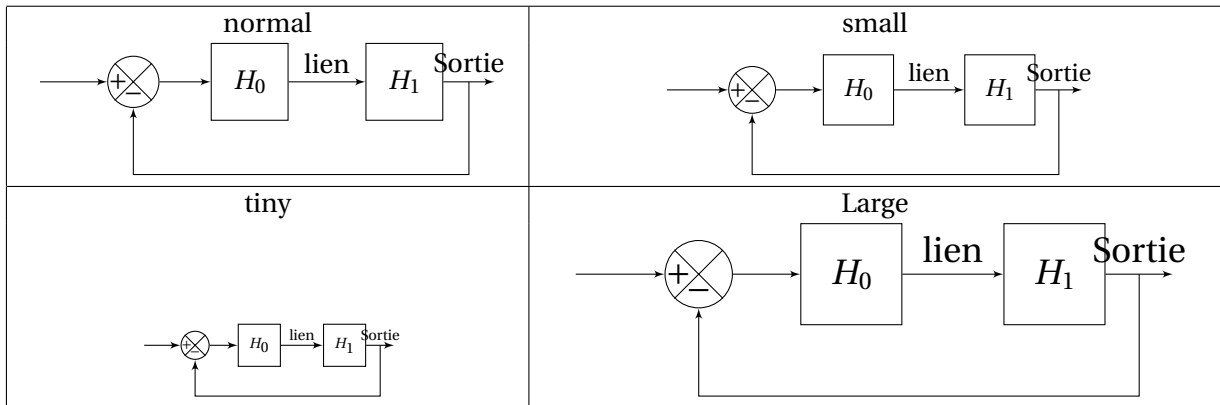 normal
+ − H₀ lien H₁ Sortie
small
+ − H₀ lien H₁ Sortie
tiny
+ − H₀ lien H₁ Sortie
Large
+ − H₀ lien H₁ Sortie